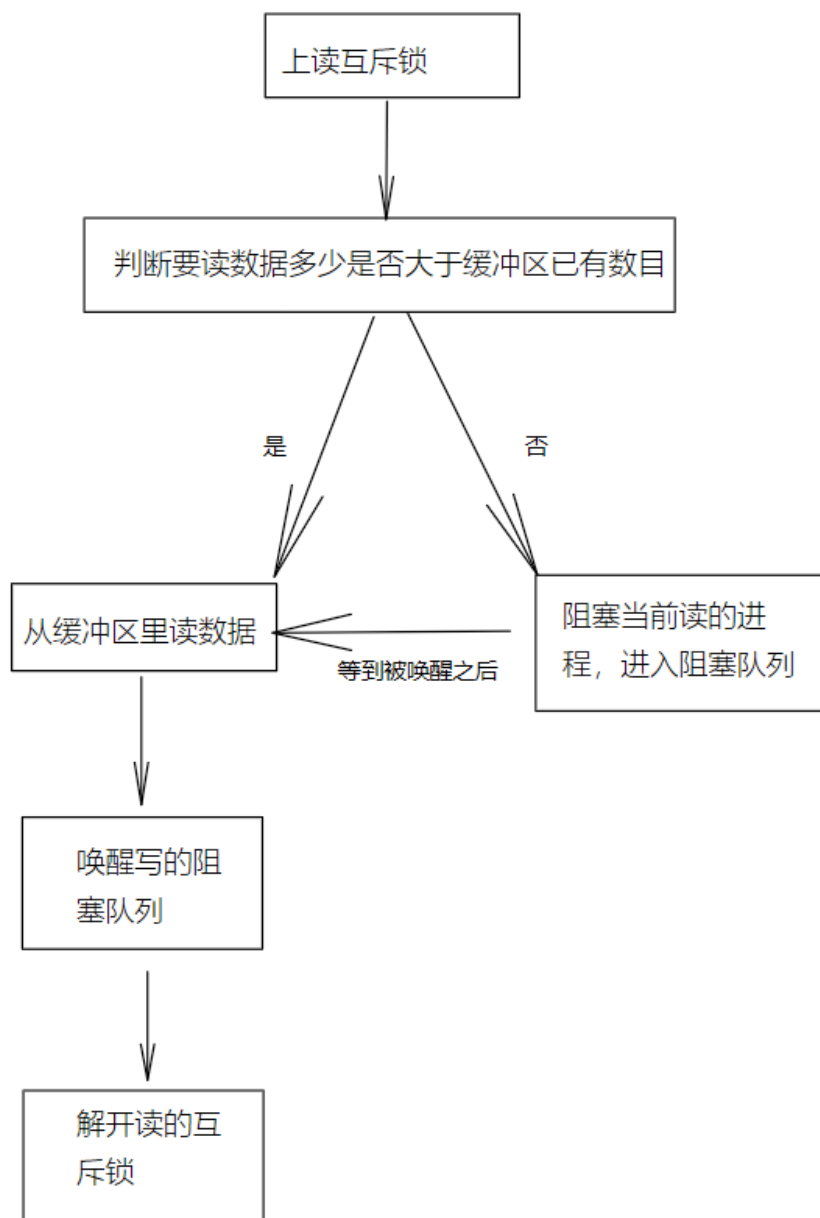 上读互斥锁
判断要读数据多少是否大于缓冲区已有数目
是
否
从缓冲区里读数据
等到被唤醒之后
阻塞当前读的进
程，进入阻塞队列
唤醒写的阻
塞队列
解开读的互
斥锁